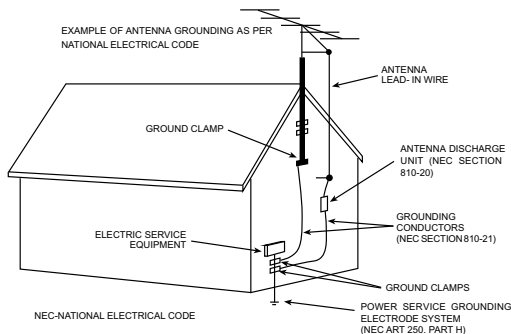 EXAMPLE OF ANTENNA GROUNDING AS PER
NATIONAL ELECTRICAL CODE
ANTENNA
LEAD- IN WIRE
GROUND CLAMP
ANTENNA DISCHARGE
UNIT (NEC SECTION
810-20)
ELECTRIC SERVICE
EQUIPMENT
GROUNDING
CONDUCTORS
(NEC SECTION 810-21)
GROUND CLAMPS
POWER SERVICE GROUNDING
ELECTRODE SYSTEM
(NEC ART 250. PART H)
NEC-NATIONAL ELECTRICAL CODE